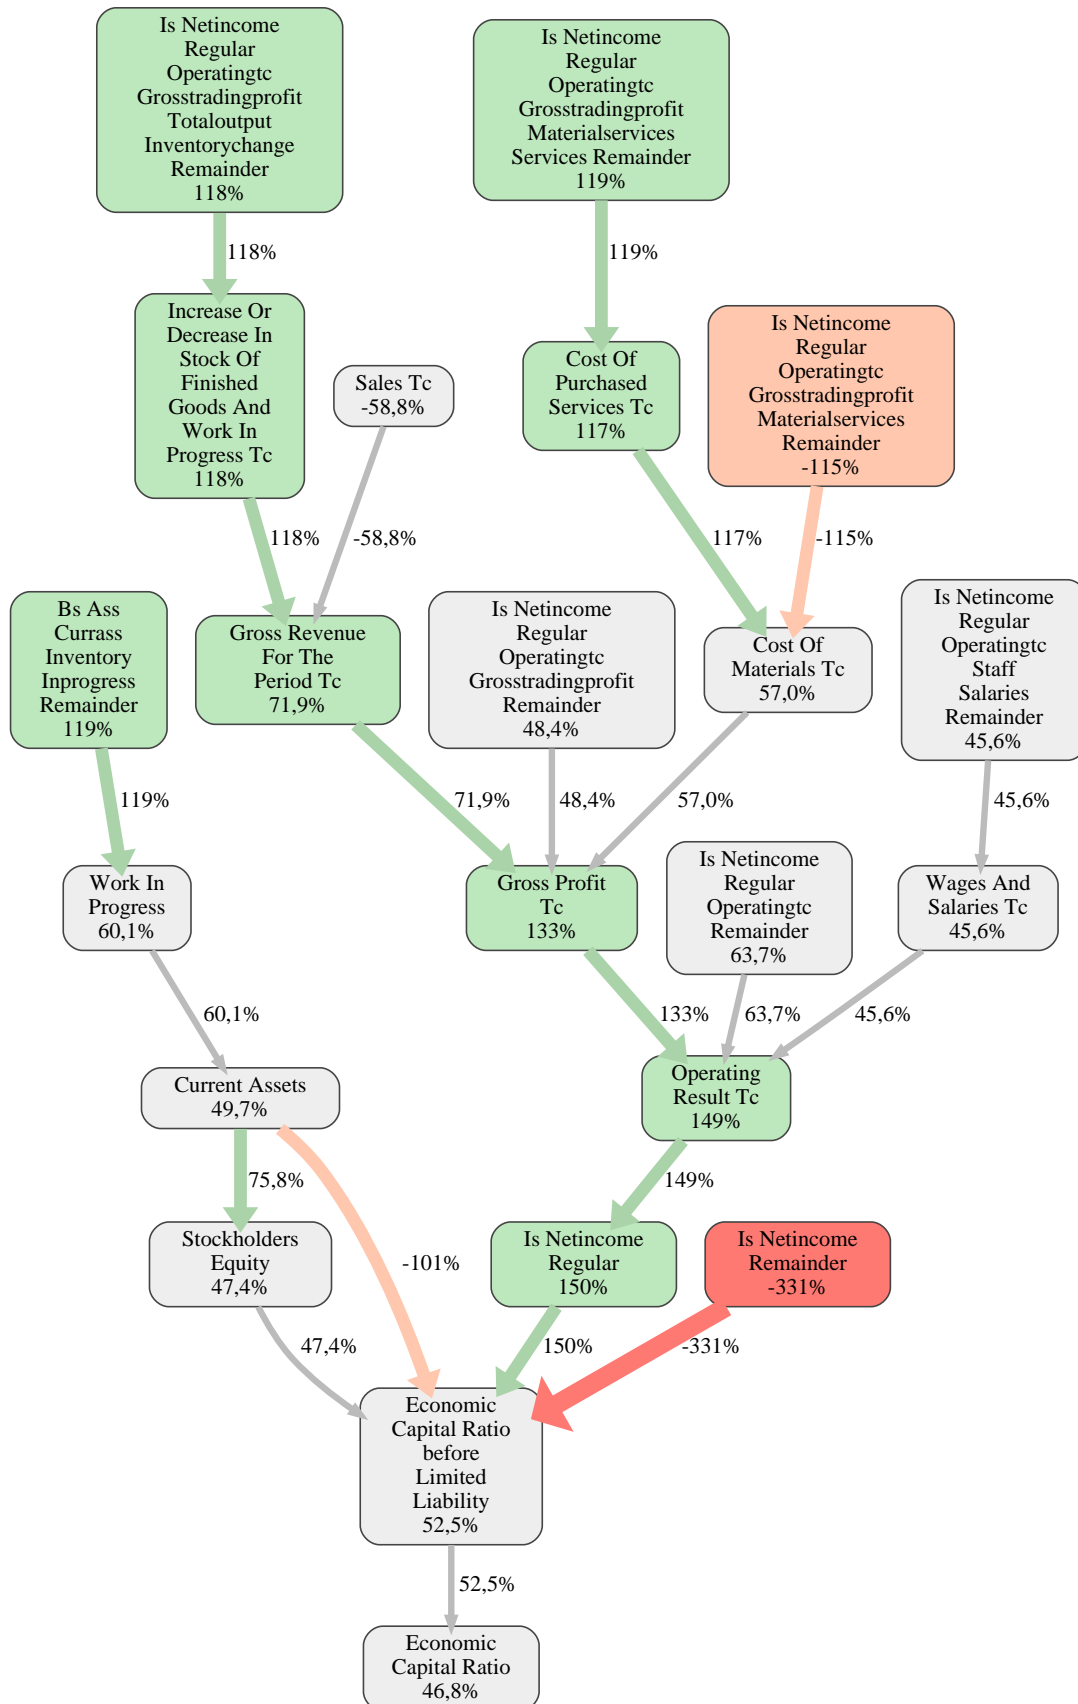 Is Netincome
Regular
Operatingtc
Grosstradingprofit
Totaloutput
Inventorychange
Remainder
118%
Is Netincome
Regular
Operatingtc
Grosstradingprofit
Materialservices
Services Remainder
119%
118%
119%
Increase Or
Decrease In
Stock Of
Finished
Goods And
Work In
Progress Tc
118%
Sales Tc
-58,8%
Cost Of
Purchased
Services Tc
117%
Is Netincome
Regular
Operatingtc
Grosstradingprofit
Materialservices
Remainder
-115%
118%
-58,8%
117%
-115%
Bs Ass
Currass
Inventory
Inprogress
Remainder
119%
Gross Revenue
For The
Period Tc
71,9%
Is Netincome
Regular
Operatingtc
Grosstradingprofit
Remainder
48,4%
Cost Of
Materials Tc
57,0%
Is Netincome
Regular
Operatingtc
Staff
Salaries
Remainder
45,6%
119%
71,9%
48,4%
57,0%
45,6%
Work In
Progress
60,1%
Gross Profit
Tc
133%
Is Netincome
Regular
Operatingtc
Remainder
63,7%
Wages And
Salaries Tc
45,6%
60,1%
133%
63,7%
45,6%
Current Assets
49,7%
Operating
Result Tc
149%
75,8%
-101%
149%
Stockholders
Equity
47,4%
Is Netincome
Regular
150%
Is Netincome
Remainder
-331%
47,4%
150%
-331%
Economic
Capital Ratio
before
Limited
Liability
52,5%
52,5%
Economic
Capital Ratio
46,8%